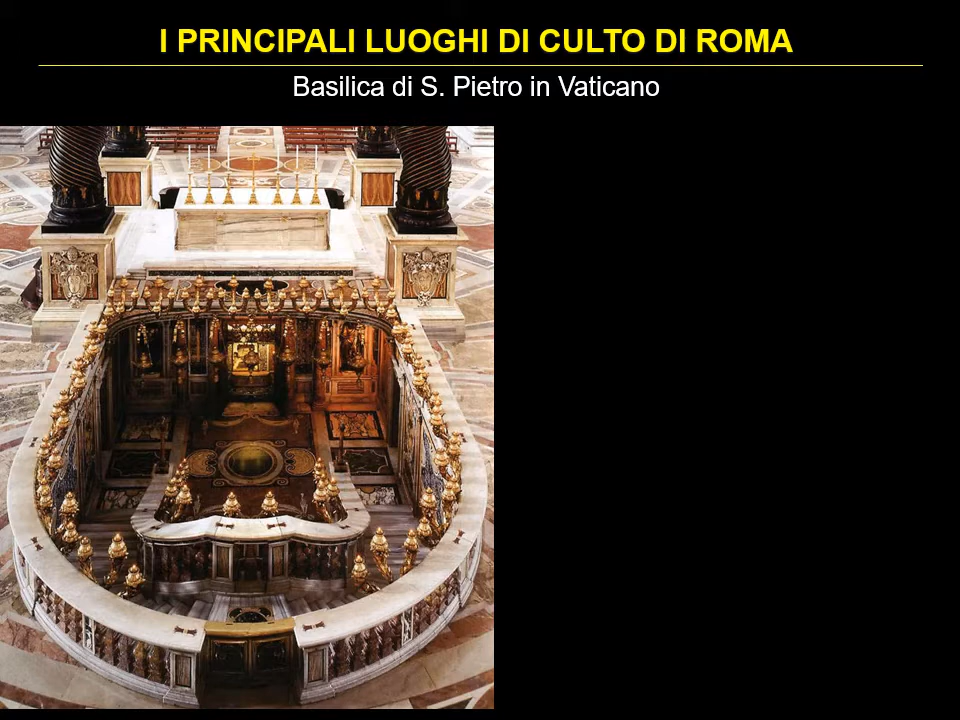 I PRINCIPALI LUOGHI DI CULTO DI ROMA
Basilica di S. Pietro in Vaticano